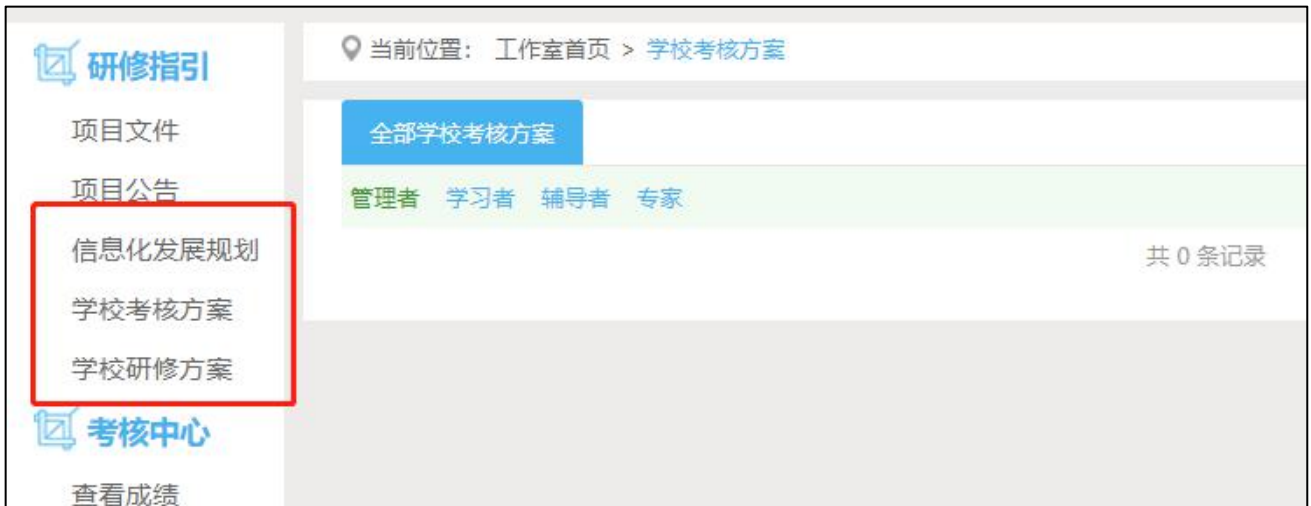 研修指引
项目文件
项目公告
信息化发展规划
学校考核方案
学校研修方案
考核中心
查看成绩
当前位置： 工作室首页 > 学校考核方案
全部学校考核方案
管理者 学习者 辅导者 专家
共 0 条记录